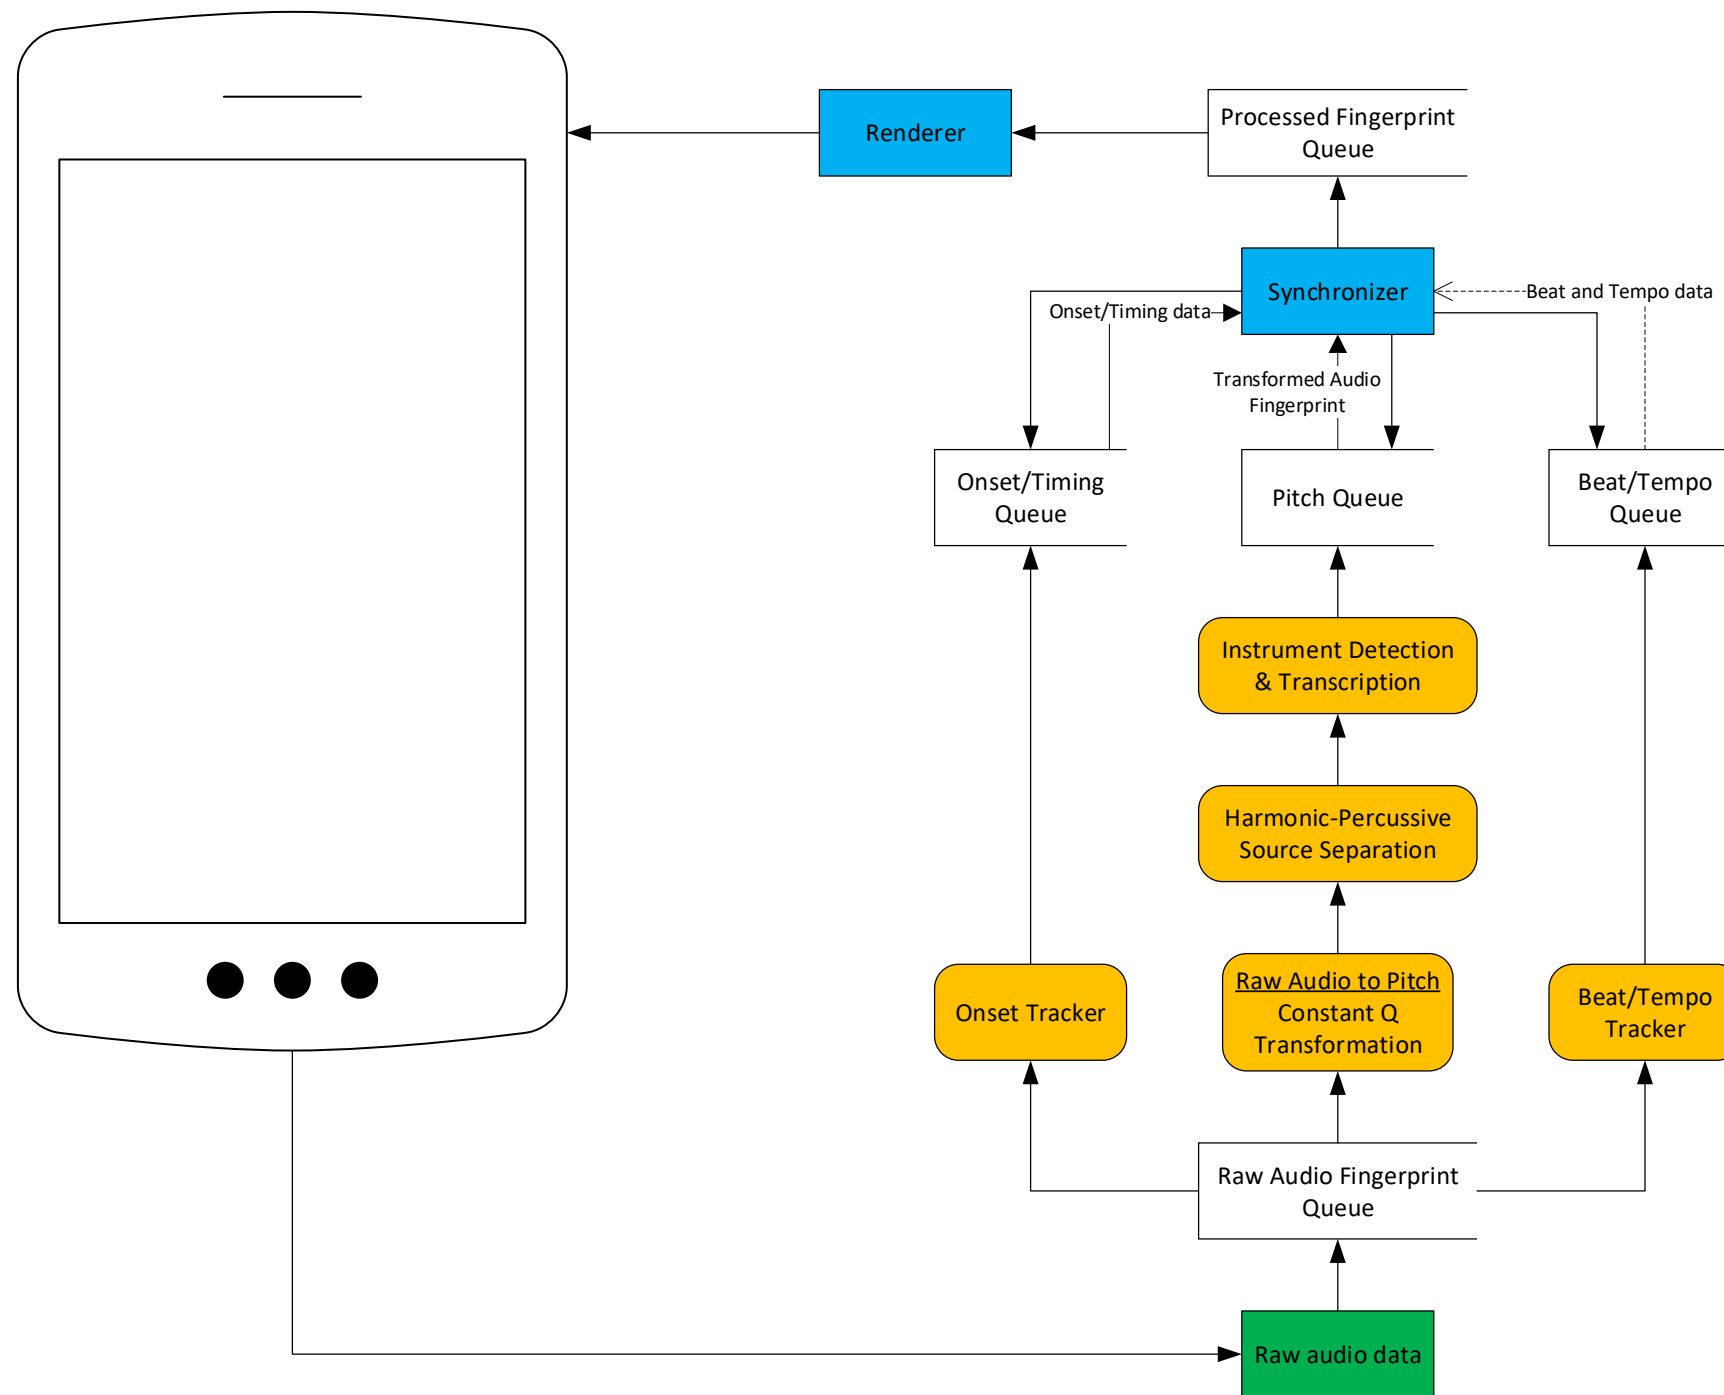 Renderer
Processed Fingerprint
Queue
Synchronizer
Beat and Tempo data
Onset/Timing data
Transformed Audio
Fingerprint
Onset/Timing
Queue
Pitch Queue
Beat/Tempo
Queue
Instrument Detection
& Transcription
Harmonic-Percussive
Source Separation
Onset Tracker
Raw Audio to Pitch
Constant Q
Transformation
Beat/Tempo
Tracker
Raw Audio Fingerprint
Queue
Raw audio data